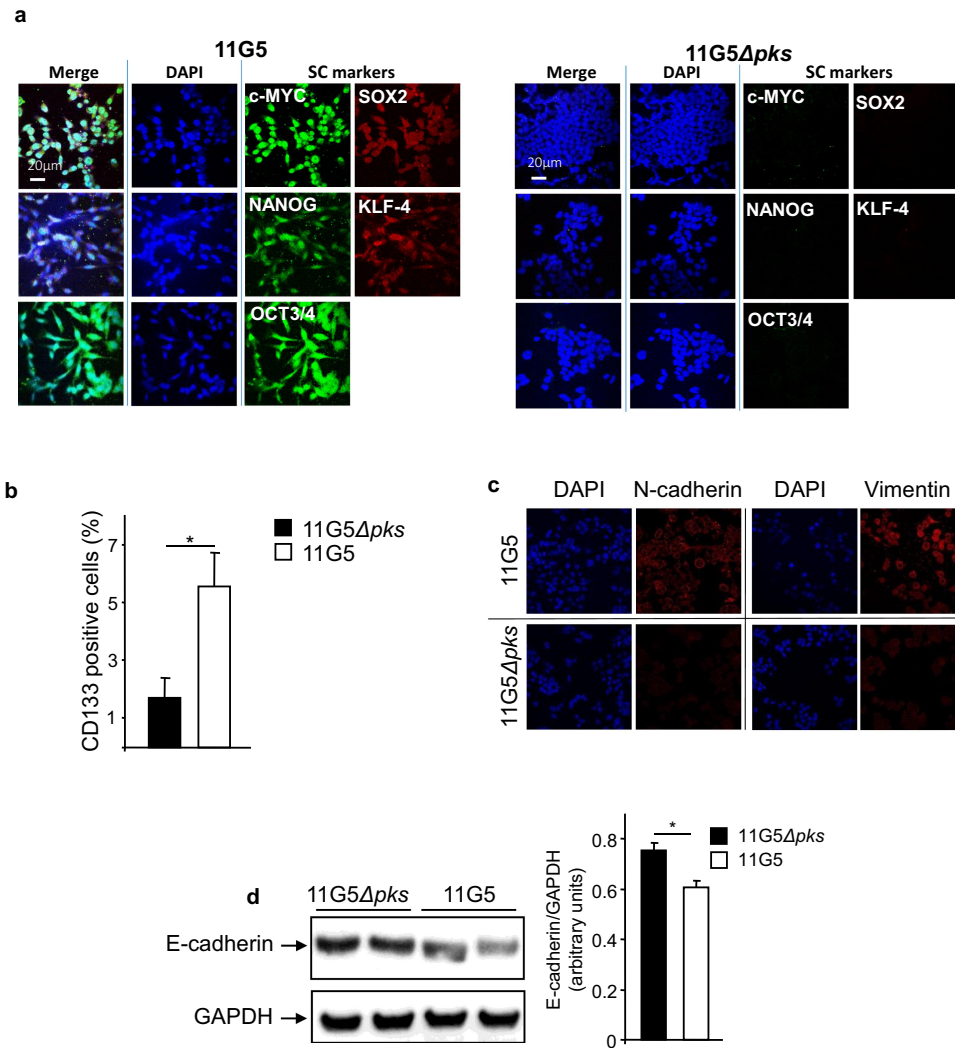 a
11G5
Merge DAPI SC markers
c-MYC SOX2
20µm
NANOG KLF-4
OCT3/4
11G5Δpks
Merge DAPI SC markers
c-MYC SOX2
20µm
NANOG KLF-4
OCT3/4
b
CD133 positive cells (%)
7
5
3
1
*
11G5Δpks
11G5
c
DAPI N-cadherin DAPI Vimentin
11G5
11G5Δpks
d
11G5Δpks 11G5
E-cadherin
GAPDH
E-cadherin/GAPDH
(arbitrary units)
0.8
0.6
0.4
0.2
0
*
11G5Δpks
11G5